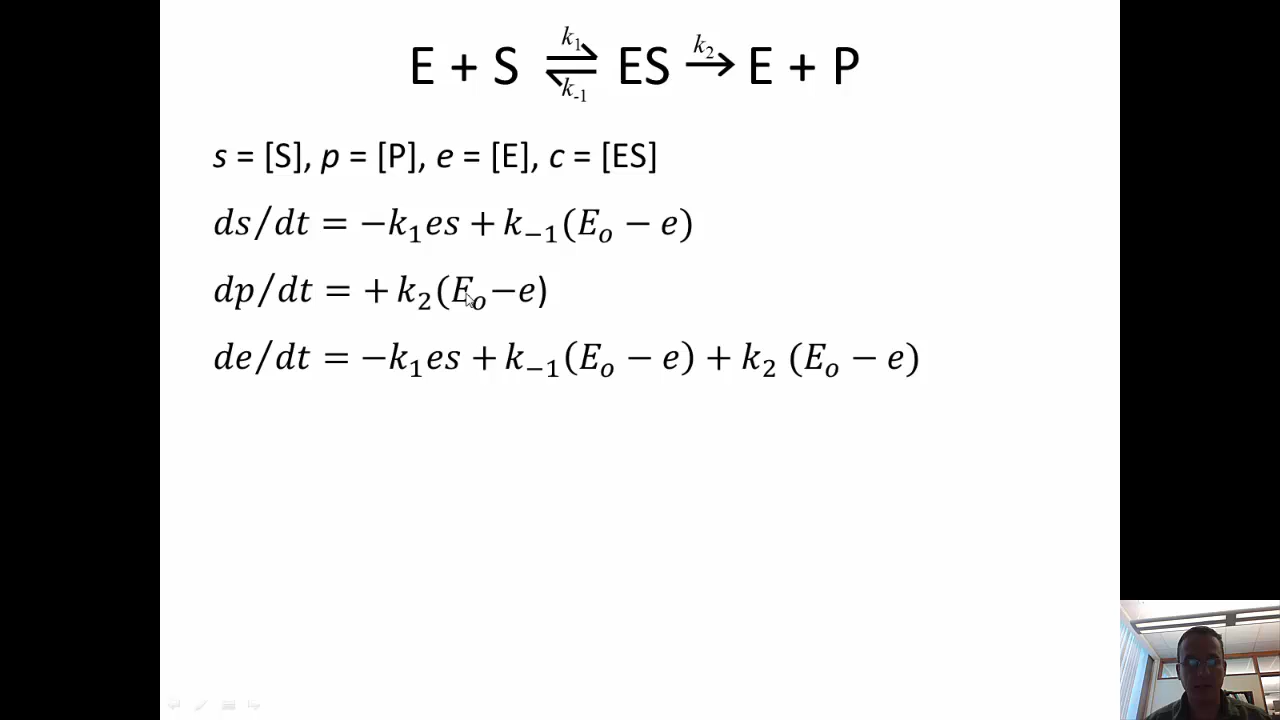 E + S ⇌ ES → E + P
k₁ k₋₁ k₂
s = [S], p = [P], e = [E], c = [ES]
ds/dt = −k₁es + k₋₁(Eₒ − e)
dp/dt = + k₂(Eₒ−e)
de/dt = −k₁es + k₋₁(Eₒ − e) + k₂ (Eₒ − e)